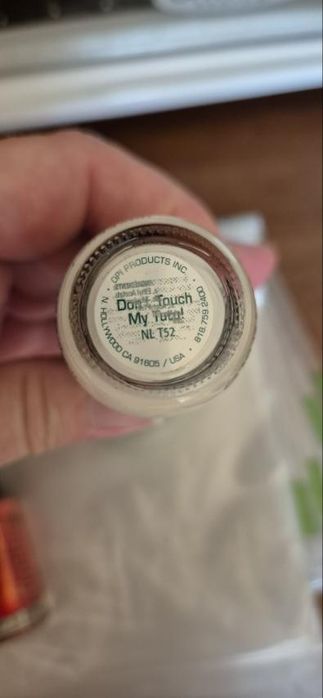 OPI PRODUCTS INC.
Don't Touch
My Tutu!
NL T52
N. HOLLYWOOD CA 91605 / USA
818.759.2400